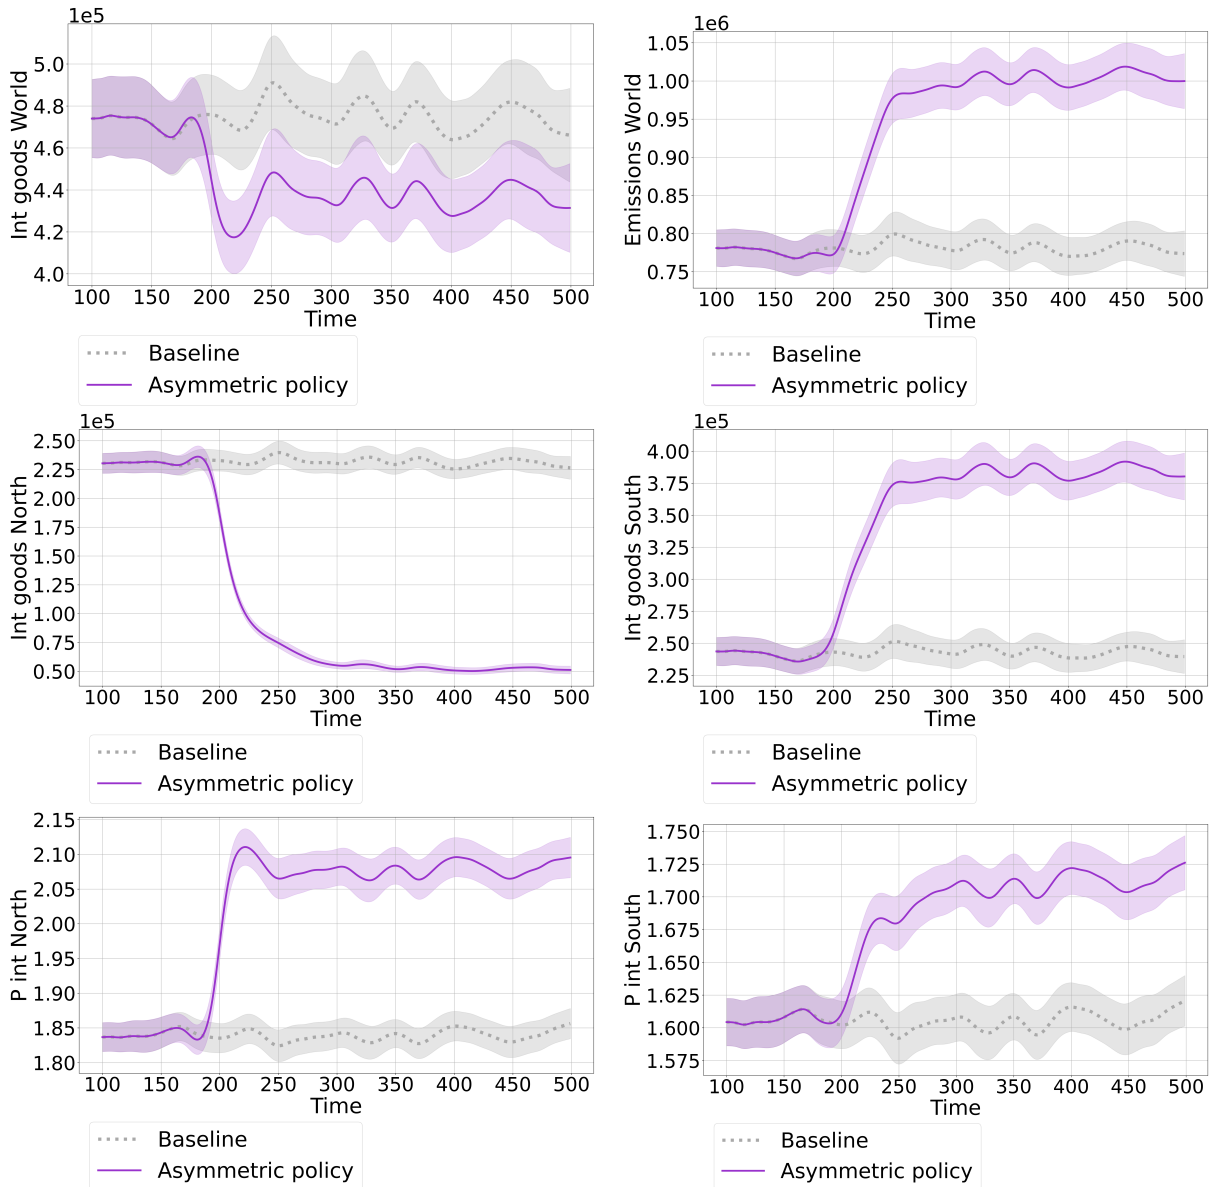 1e5
Int goods World
5.0
4.8
4.6
4.4
4.2
4.0
100 150 200 250 300 350 400 450 500
Time
Baseline
Asymmetric policy
1e6
Emissions World
1.05
1.00
0.95
0.90
0.85
0.80
0.75
100 150 200 250 300 350 400 450 500
Time
Baseline
Asymmetric policy
1e5
Int goods North
2.50
2.25
2.00
1.75
1.50
1.25
1.00
0.75
0.50
100 150 200 250 300 350 400 450 500
Time
Baseline
Asymmetric policy
1e5
Int goods South
4.00
3.75
3.50
3.25
3.00
2.75
2.50
2.25
100 150 200 250 300 350 400 450 500
Time
Baseline
Asymmetric policy
P int North
2.15
2.10
2.05
2.00
1.95
1.90
1.85
1.80
100 150 200 250 300 350 400 450 500
Time
Baseline
Asymmetric policy
P int South
1.750
1.725
1.700
1.675
1.650
1.625
1.600
1.575
100 150 200 250 300 350 400 450 500
Time
Baseline
Asymmetric policy